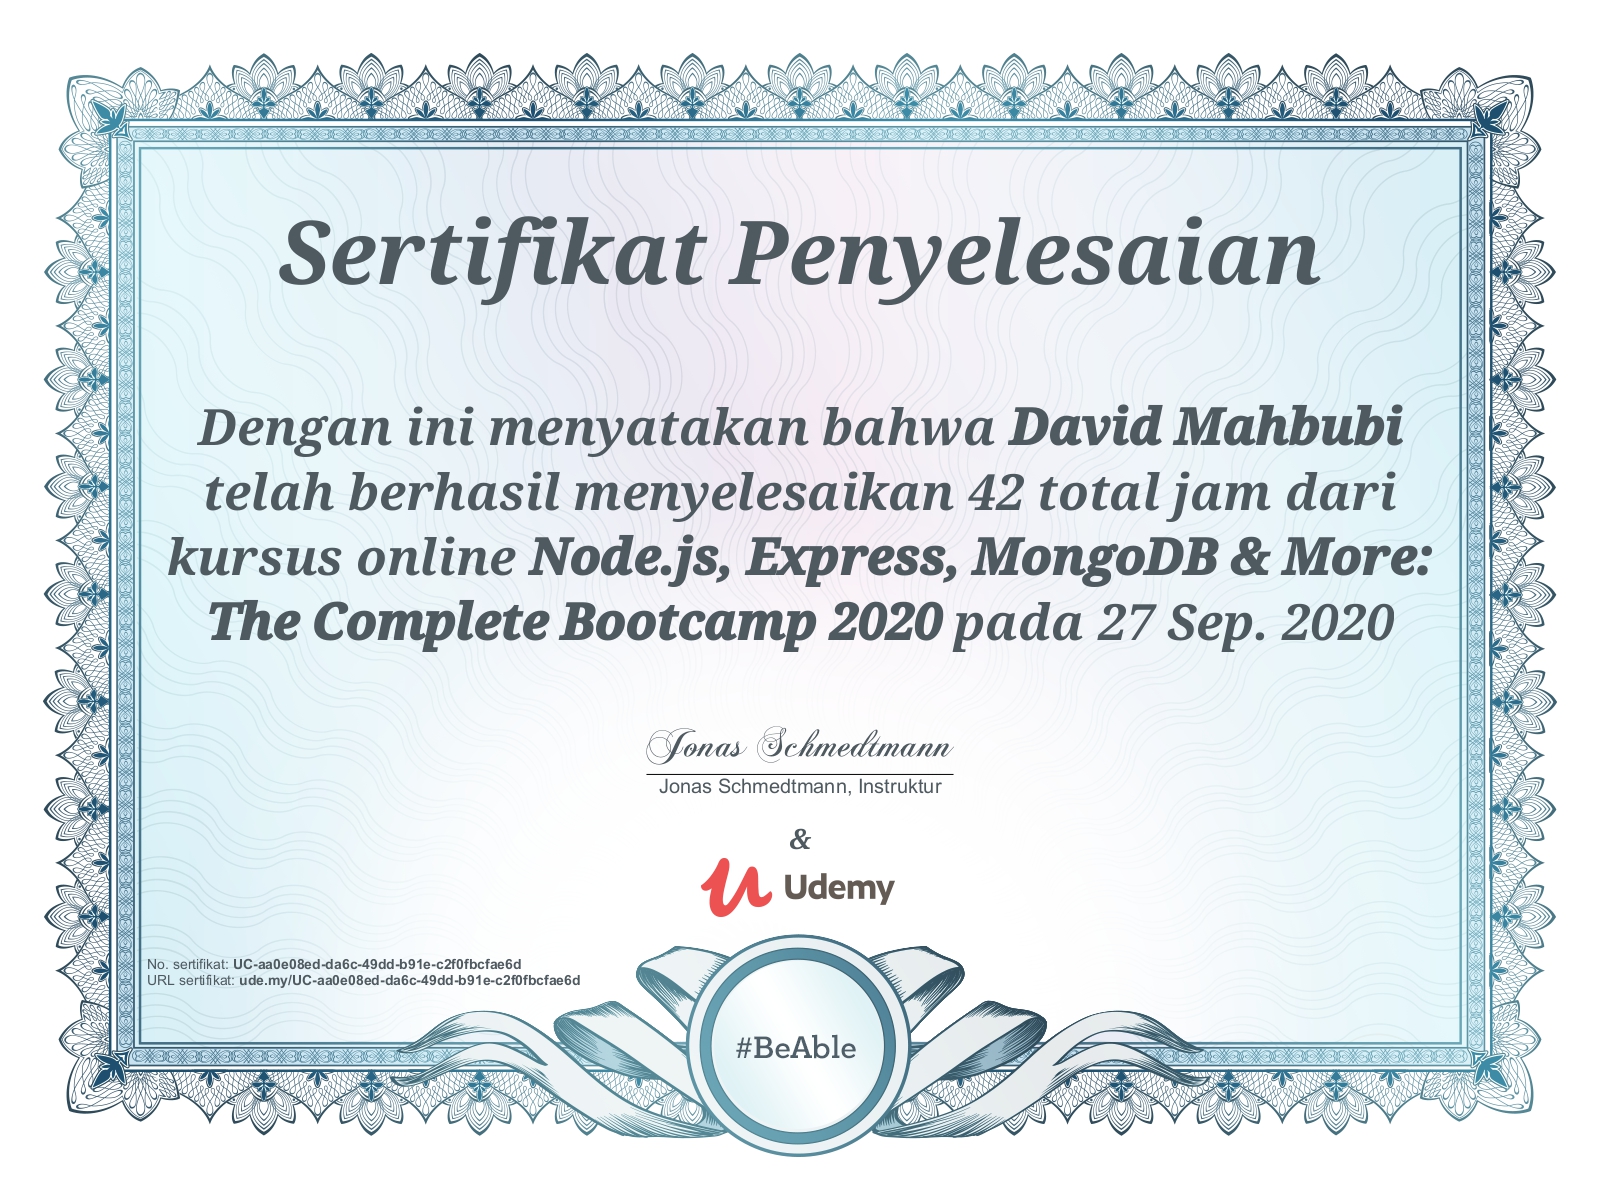 Sertifikat Penyelesaian
Dengan ini menyatakan bahwa David Mahbubi
telah berhasil menyelesaikan 42 total jam dari
kursus online Node.js, Express, MongoDB & More:
The Complete Bootcamp 2020 pada 27 Sep. 2020
Jonas Schmedtmann
Jonas Schmedtmann, Instruktur
&
Udemy
No. sertifikat: UC-aa0e08ed-da6c-49dd-b91e-c2f0fbcfae6d
URL sertifikat: ude.my/UC-aa0e08ed-da6c-49dd-b91e-c2f0fbcfae6d
#BeAble